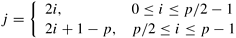 j = { 2i, 0 ≤ i ≤ p/2 − 1
2i + 1 − p, p/2 ≤ i ≤ p − 1